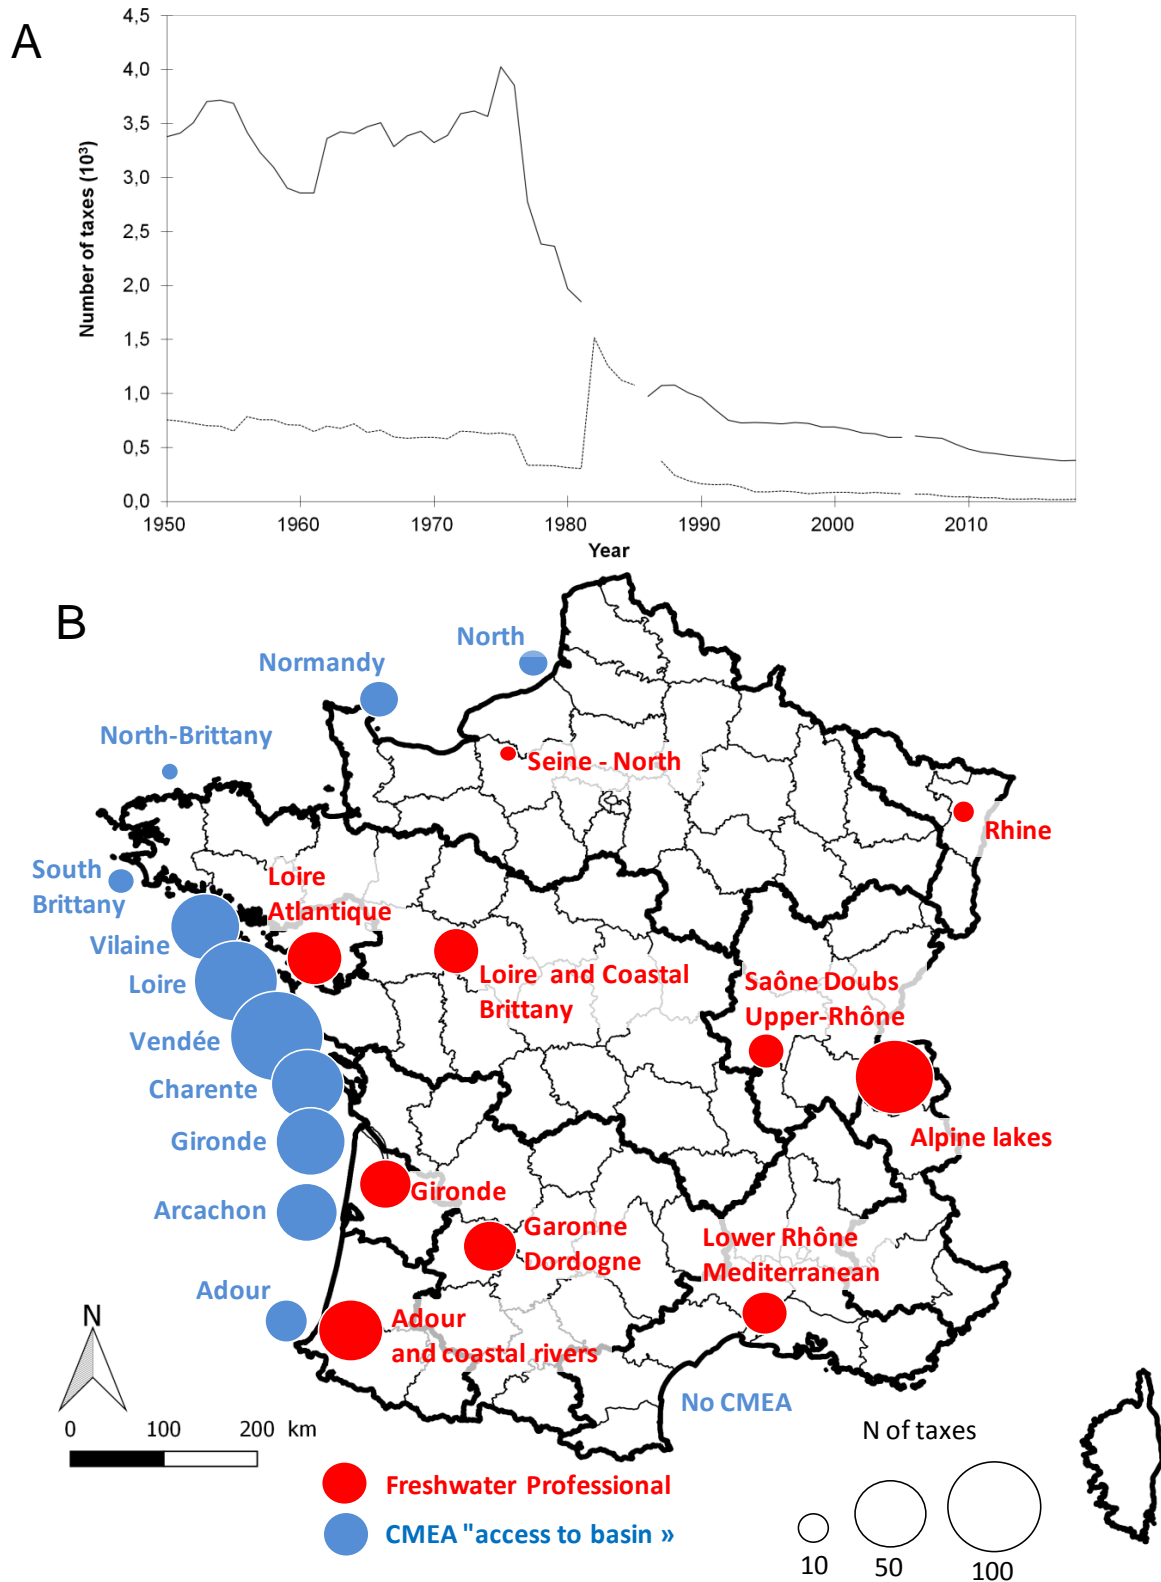 A
4,5
4,0
3,5
3,0
2,5
2,0
1,5
1,0
0,5
0,0
Number of taxes (10³)
1950
1960
1970
1980
1990
2000
2010
Year
B
North
Normandy
North-Brittany
Seine - North
Rhine
South
Brittany
Loire
Atlantique
Vilaine
Loire
Loire and Coastal
Brittany
Saône Doubs
Upper-Rhône
Vendée
Charente
Gironde
Alpine lakes
Gironde
Arcachon
Garonne
Dordogne
Lower Rhône
Mediterranean
Adour
Adour
and coastal rivers
N
No CMEA
0 100 200 km
N of taxes
Freshwater Professional
CMEA "access to basin »
10
50
100